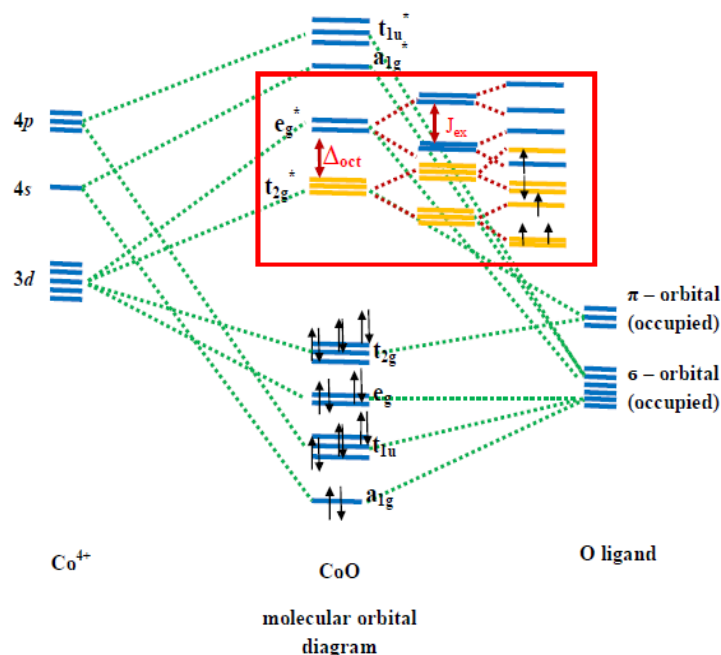 t1u*
a1g*
4p
eg*
Jex
Δoct
4s
t2g*
3d
π – orbital
(occupied)
t2g
ϭ – orbital
(occupied)
eg
t1u
a1g
Co4+
CoO
O ligand
molecular orbital
diagram